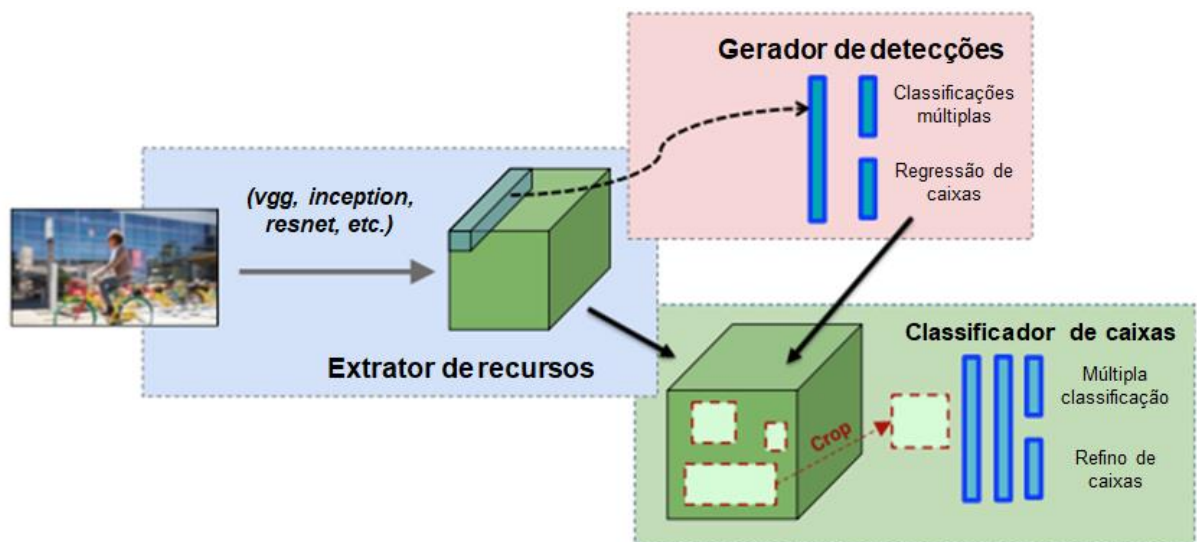 Gerador de detecções
Classificações
múltiplas
Regressão de
caixas
(vgg, inception,
resnet, etc.)
Extrator de recursos
Classificador de caixas
Múltipla
classificação
Crop
Refino de
caixas